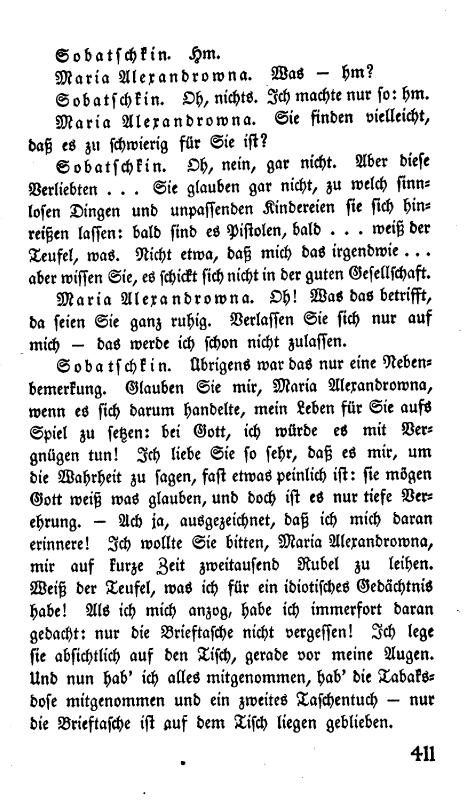 Sobatschkin. Hm.
Maria Alexandrowna. Was — hm?
Sobatschkin. Oh, nichts. Ich machte nur so: hm.
Maria Alexandrowna. Sie finden vielleicht,
daß es zu schwierig für Sie ist?
Sobatschkin. Oh, nein, gar nicht. Aber diese
Verliebten . . . Sie glauben gar nicht, zu welch sinn-
losen Dingen und unpassenden Kindereien sie sich hin-
reißen lassen: bald sind es Pistolen, bald . . . weiß der
Teufel, was. Nicht etwa, daß mich das irgendwie . . .
aber wissen Sie, es schickt sich nicht in der guten Gesellschaft.
Maria Alexandrowna. Oh! Was das betrifft,
da seien Sie ganz ruhig. Verlassen Sie sich nur auf
mich — das werde ich schon nicht zulassen.
Sobatschkin. Übrigens war das nur eine Neben-
bemerkung. Glauben Sie mir, Maria Alexandrowna,
wenn es sich darum handelte, mein Leben für Sie aufs
Spiel zu setzen: bei Gott, ich würde es mit Ver-
gnügen tun! Ich liebe Sie so sehr, daß es mir, um
die Wahrheit zu sagen, fast etwas peinlich ist: sie mögen
Gott weiß was glauben, und doch ist es nur tiefe Ver-
ehrung. — Ach ja, ausgezeichnet, daß ich mich daran
erinnere! Ich wollte Sie bitten, Maria Alexandrowna,
mir auf kurze Zeit zweitausend Rubel zu leihen.
Weiß der Teufel, was ich für ein idiotisches Gedächtnis
habe! Als ich mich anzog, habe ich immerfort daran
gedacht: nur die Brieftasche nicht vergessen! Ich lege
sie absichtlich auf den Tisch, gerade vor meine Augen.
Und nun hab' ich alles mitgenommen, hab' die Tabaks-
dose mitgenommen und ein zweites Taschentuch — nur
die Brieftasche ist auf dem Tisch liegen geblieben.
411